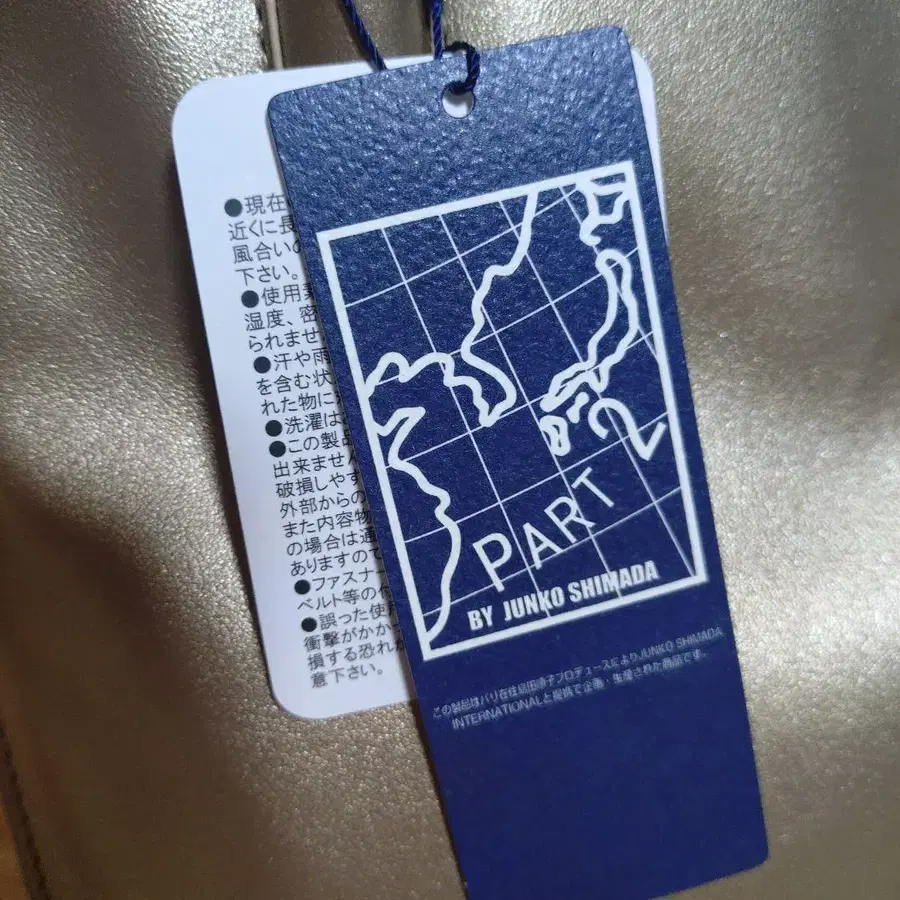 ●現在
近くに長
風合いの
下さい。
●使用素
湿度、密
られませ
●汗や雨
を含む状
れた物に
●洗濯は
●この製品
出来ません
破損しやす
外部からの
また内容物
の場合は通
ありますので
●ファスナー
ベルト等の付
●誤った使用
衝撃がかか
損する恐れが
意下さい。
PART 2
BY JUNKO SHIMADA
この製品はパリ在住島田順子プロデュースによりJUNKO SHIMADA
INTERNATIONALと提携で企画・生産された商品です。